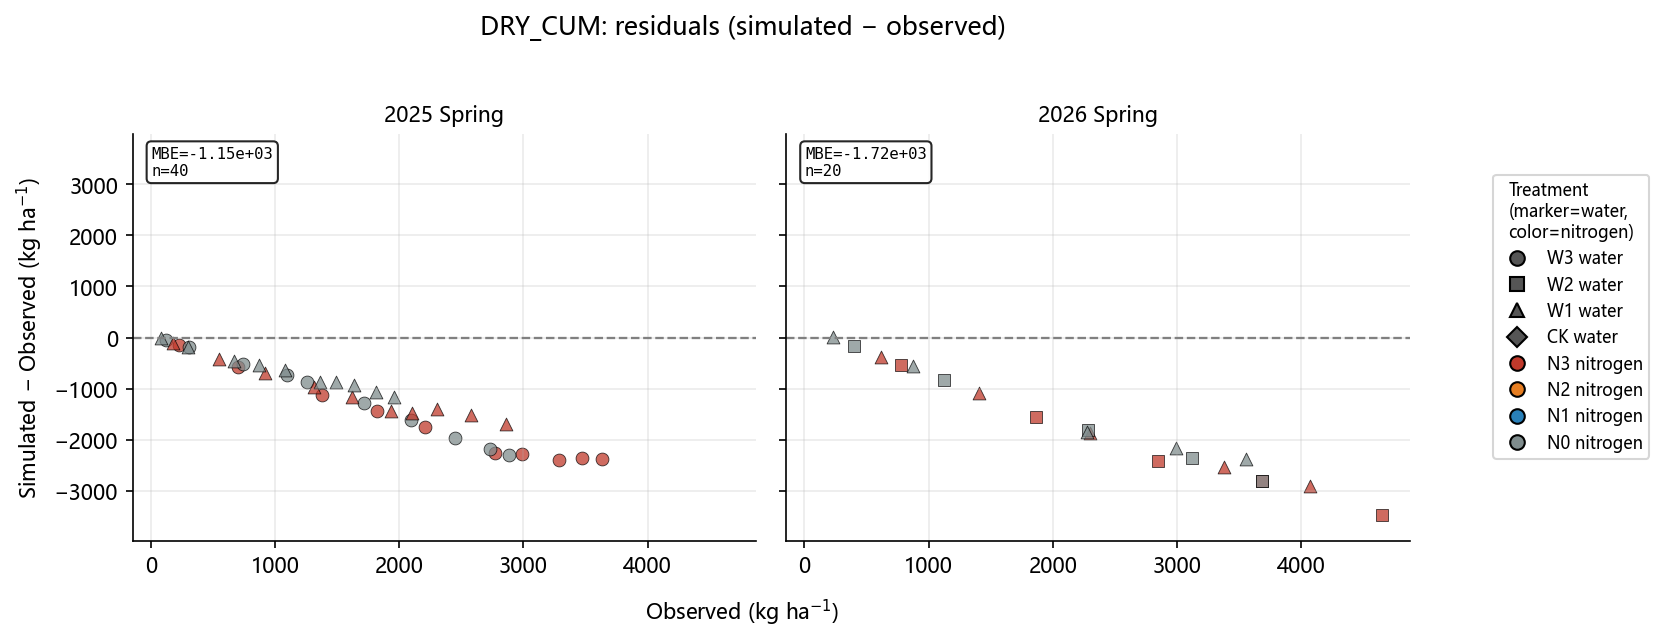 DRY_CUM: residuals (simulated − observed)
2025 Spring
2026 Spring
MBE=-1.15e+03
n=40
MBE=-1.72e+03
n=20
Simulated − Observed (kg ha⁻¹)
3000
2000
1000
0
−1000
−2000
−3000
0 1000 2000 3000 4000
0 1000 2000 3000 4000
Observed (kg ha⁻¹)
Treatment
(marker=water,
color=nitrogen)
W3 water
W2 water
W1 water
CK water
N3 nitrogen
N2 nitrogen
N1 nitrogen
N0 nitrogen